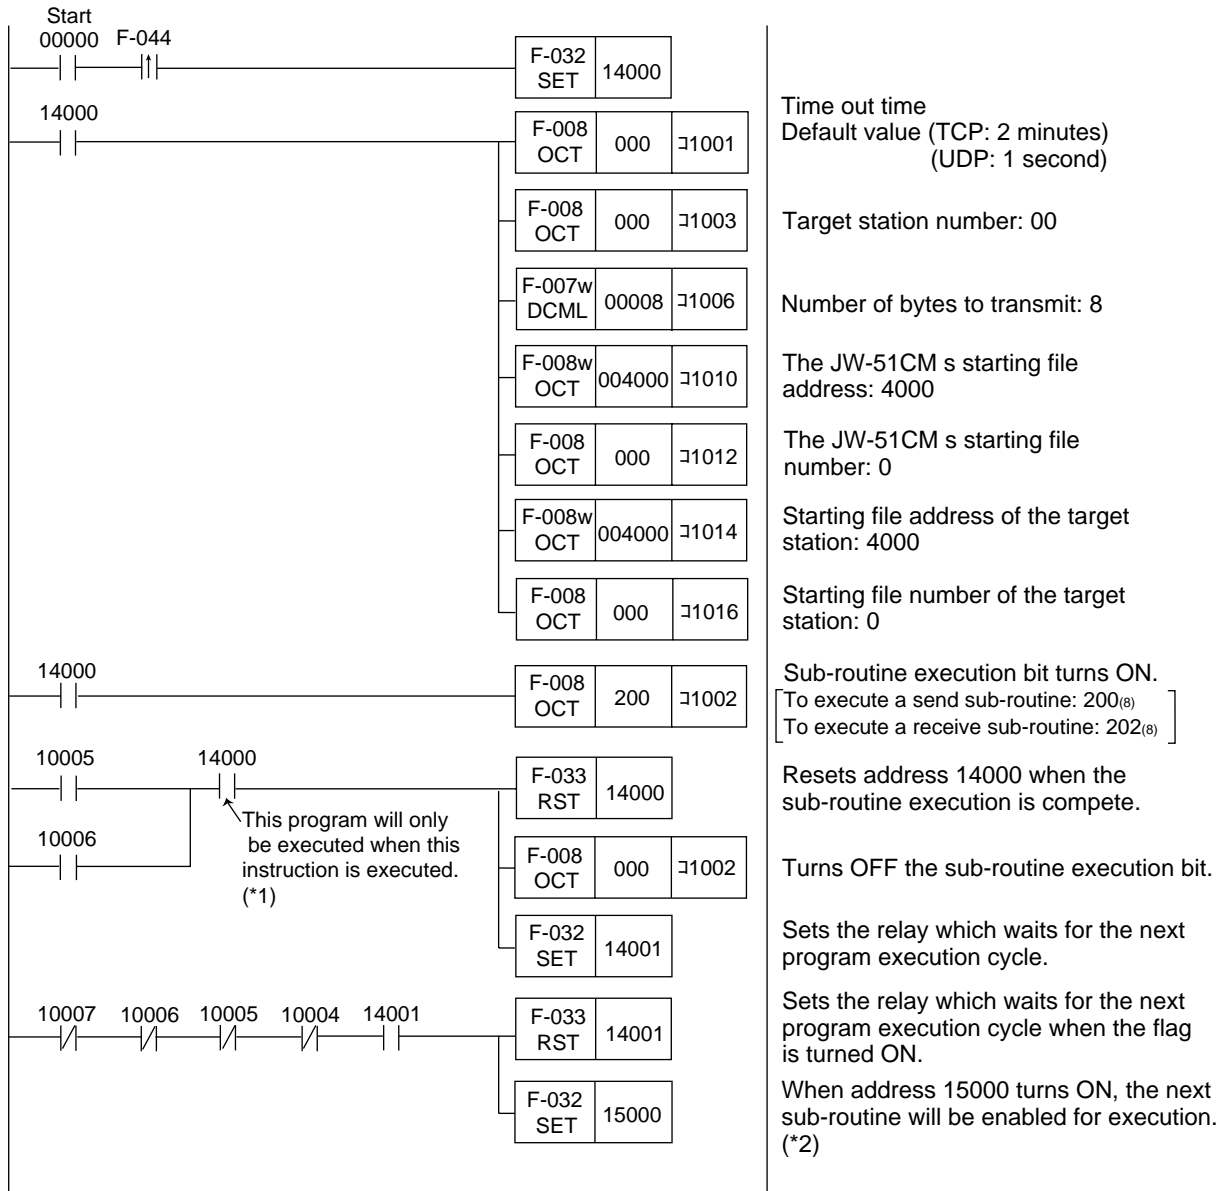 Start
00000 F-044
F-032
SET 14000
14000
F-008
OCT 000 ｺ1001
Time out time
Default value (TCP: 2 minutes)
(UDP: 1 second)
F-008
OCT 000 ｺ1003
Target station number: 00
F-007w
DCML 00008 ｺ1006
Number of bytes to transmit: 8
F-008w
OCT 004000 ｺ1010
The JW-51CM s starting file
address: 4000
F-008
OCT 000 ｺ1012
The JW-51CM s starting file
number: 0
F-008w
OCT 004000 ｺ1014
Starting file address of the target
station: 4000
F-008
OCT 000 ｺ1016
Starting file number of the target
station: 0
14000
F-008
OCT 200 ｺ1002
Sub-routine execution bit turns ON.
To execute a send sub-routine: 200(8)
To execute a receive sub-routine: 202(8)
10005 14000
F-033
RST 14000
Resets address 14000 when the
sub-routine execution is compete.
This program will only
be executed when this
instruction is executed.
(*1)
10006
F-008
OCT 000 ｺ1002
Turns OFF the sub-routine execution bit.
F-032
SET 14001
Sets the relay which waits for the next
program execution cycle.
10007 10006 10005 10004 14001
F-033
RST 14001
Sets the relay which waits for the next
program execution cycle when the flag
is turned ON.
F-032
SET 15000
When address 15000 turns ON, the next
sub-routine will be enabled for execution.
(*2)